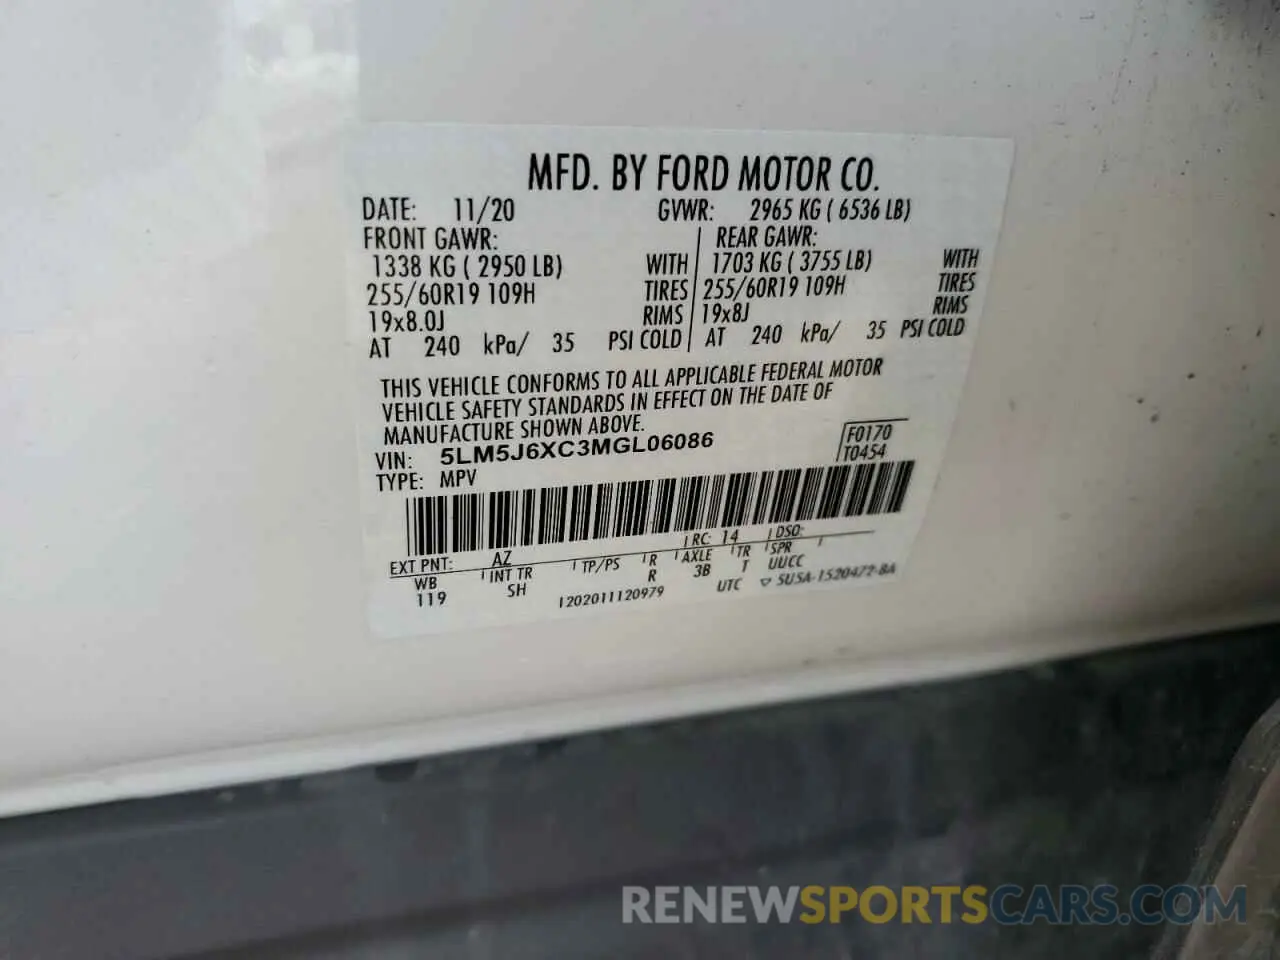 MFD. BY FORD MOTOR CO.
DATE: 11/20 GVWR: 2965 KG ( 6536 LB)
FRONT GAWR: REAR GAWR:
1338 KG ( 2950 LB) WITH 1703 KG ( 3755 LB) WITH
255/60R19 109H TIRES 255/60R19 109H TIRES
19x8.0J RIMS 19x8J RIMS
AT 240 kPa/ 35 PSI COLD AT 240 kPa/ 35 PSI COLD
THIS VEHICLE CONFORMS TO ALL APPLICABLE FEDERAL MOTOR
VEHICLE SAFETY STANDARDS IN EFFECT ON THE DATE OF
MANUFACTURE SHOWN ABOVE.
VIN: 5LM5J6XC3MGL06086 F0170
TYPE: MPV T0454
EXT PNT: AZ RC: 14 DSO:
WB INT TR TP/PS R AXLE TR SPR
119 SH R 3B T UUCC
1202011120979 UTC ▽ 5U5A-1520472-BA
RENEWSPORTSCARS.COM